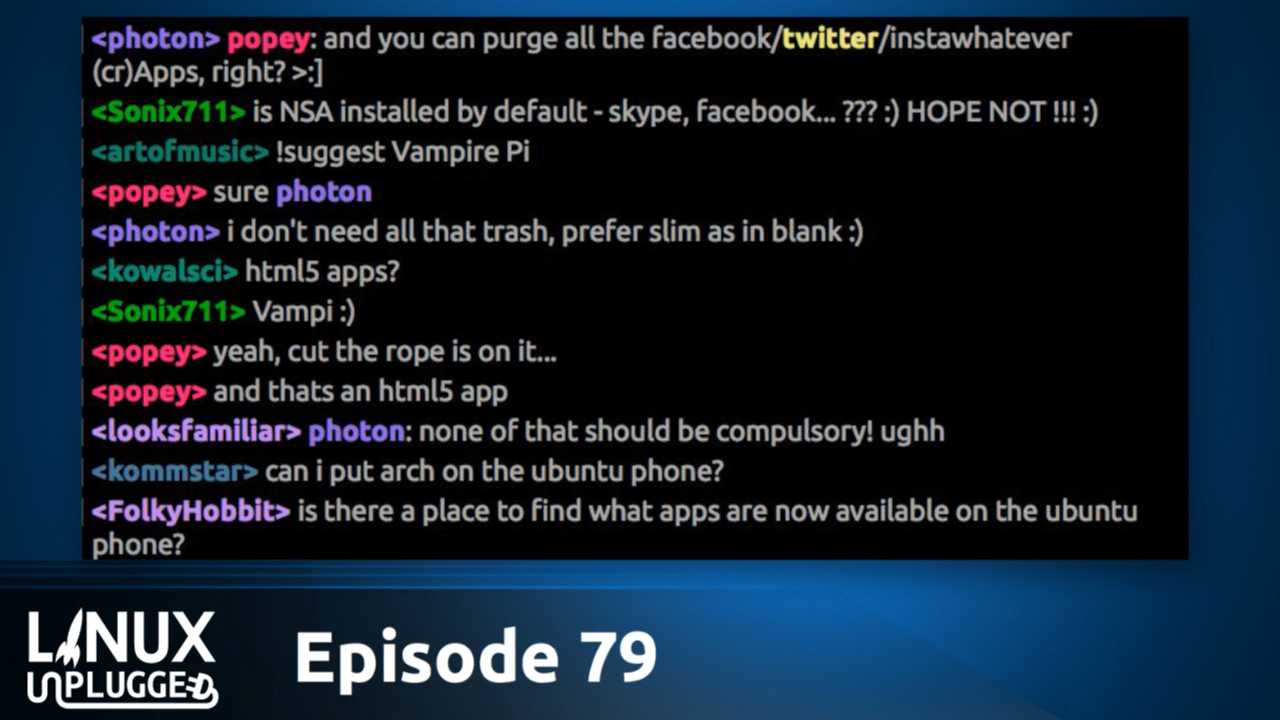 <photon> popey: and you can purge all the facebook/twitter/instawhatever
(cr)Apps, right? >:]
<Sonix711> is NSA installed by default - skype, facebook... ??? :) HOPE NOT !!! :)
<artofmusic> !suggest Vampire Pi
<popey> sure photon
<photon> i don't need all that trash, prefer slim as in blank :)
<kowalsci> html5 apps?
<Sonix711> Vampi :)
<popey> yeah, cut the rope is on it...
<popey> and thats an html5 app
<looksfamiliar> photon: none of that should be compulsory! ughh
<kommstar> can i put arch on the ubuntu phone?
<FolkyHobbit> is there a place to find what apps are now available on the ubuntu
phone?
LINUX
UNPLUGGED
Episode 79